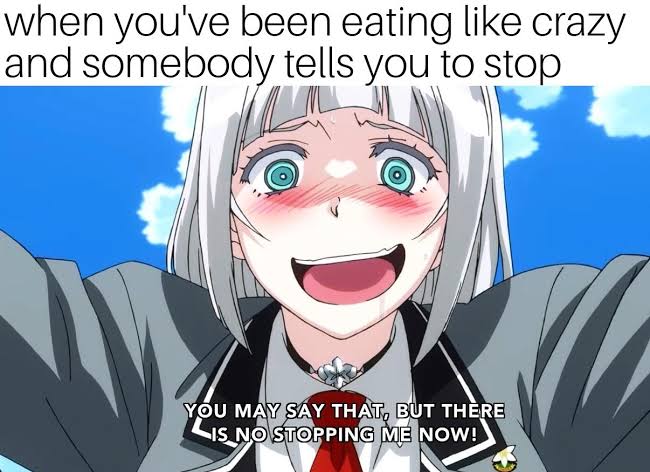 when you've been eating like crazy
and somebody tells you to stop
YOU MAY SAY THAT, BUT THERE
IS NO STOPPING ME NOW!